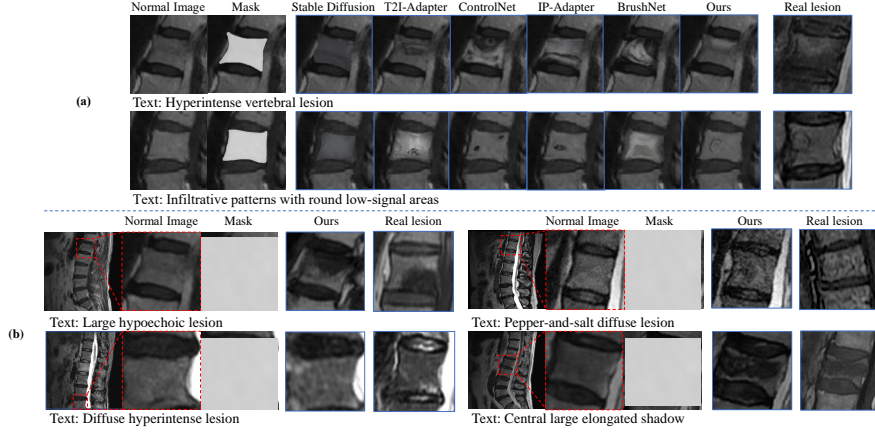 Normal Image Mask Stable Diffusion T2I-Adapter ControlNet IP-Adapter BrushNet Ours Real lesion
(a)
Text: Hyperintense vertebral lesion
Text: Infiltrative patterns with round low-signal areas
Normal Image Mask Ours Real lesion Normal Image Mask Ours Real lesion
Text: Large hypoechoic lesion Text: Pepper-and-salt diffuse lesion
(b)
Text: Diffuse hyperintense lesion Text: Central large elongated shadow